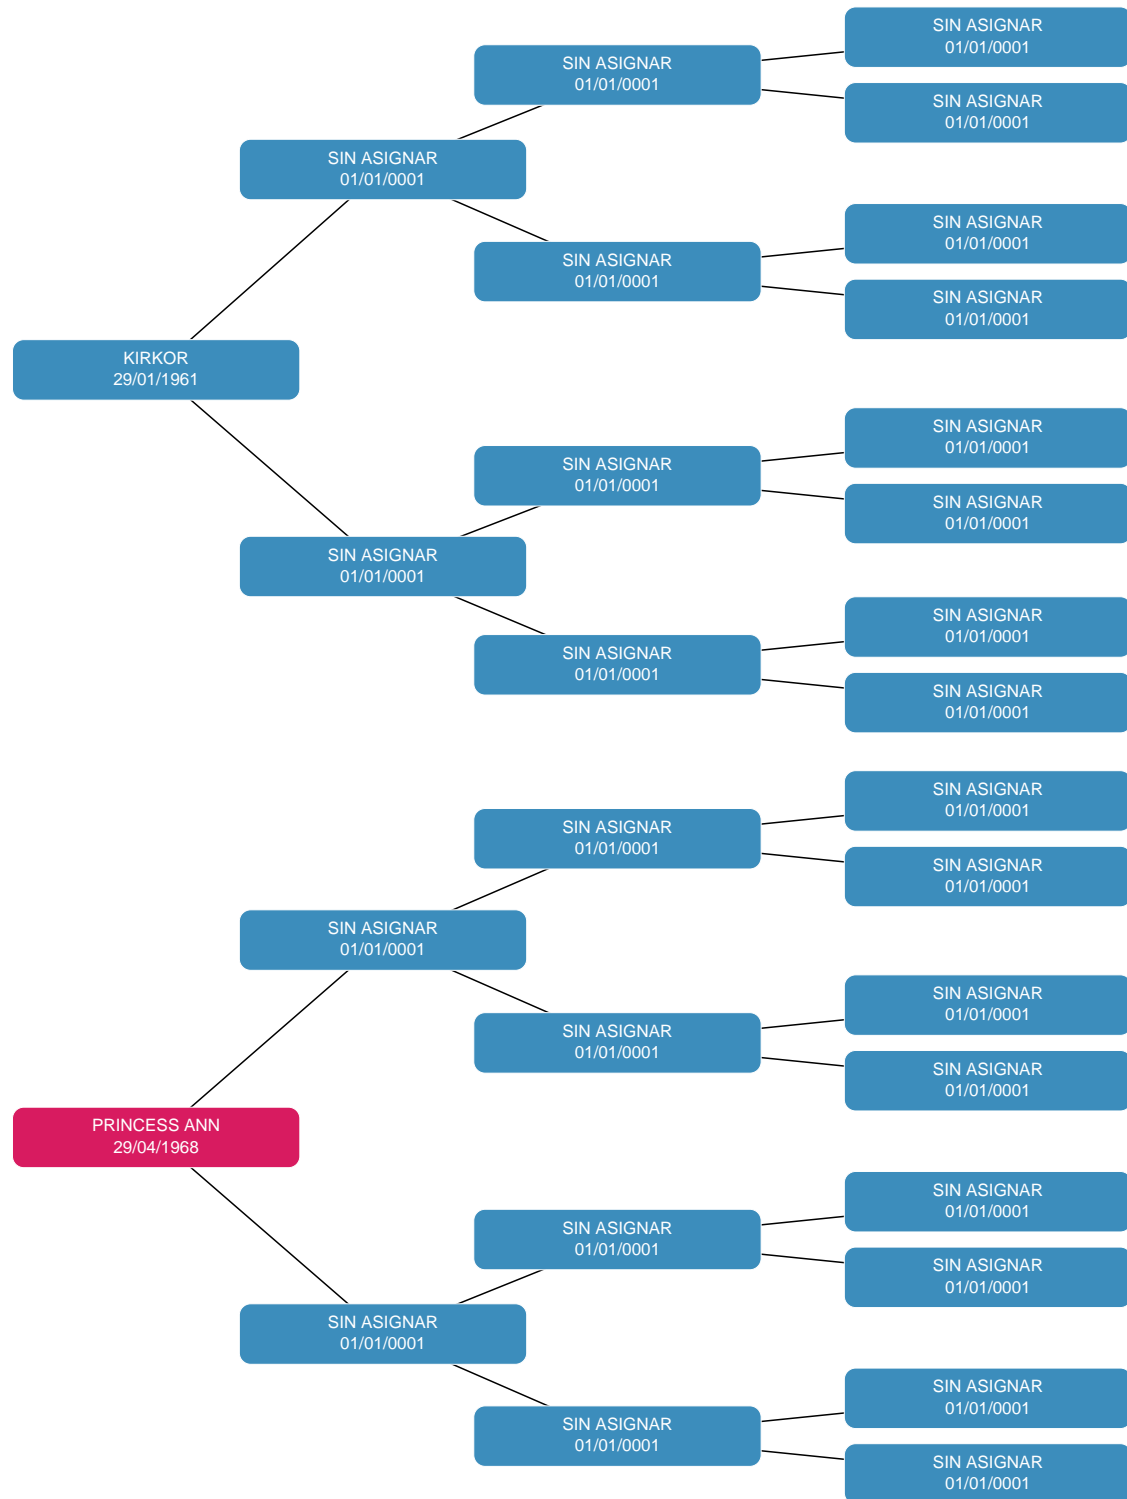 SIN ASIGNAR
01/01/0001
SIN ASIGNAR
01/01/0001
SIN ASIGNAR
01/01/0001
SIN ASIGNAR
01/01/0001
SIN ASIGNAR
01/01/0001
SIN ASIGNAR
01/01/0001
SIN ASIGNAR
01/01/0001
KIRKOR
29/01/1961
SIN ASIGNAR
01/01/0001
SIN ASIGNAR
01/01/0001
SIN ASIGNAR
01/01/0001
SIN ASIGNAR
01/01/0001
SIN ASIGNAR
01/01/0001
SIN ASIGNAR
01/01/0001
SIN ASIGNAR
01/01/0001
SIN ASIGNAR
01/01/0001
SIN ASIGNAR
01/01/0001
SIN ASIGNAR
01/01/0001
SIN ASIGNAR
01/01/0001
SIN ASIGNAR
01/01/0001
SIN ASIGNAR
01/01/0001
SIN ASIGNAR
01/01/0001
PRINCESS ANN
29/04/1968
SIN ASIGNAR
01/01/0001
SIN ASIGNAR
01/01/0001
SIN ASIGNAR
01/01/0001
SIN ASIGNAR
01/01/0001
SIN ASIGNAR
01/01/0001
SIN ASIGNAR
01/01/0001
SIN ASIGNAR
01/01/0001